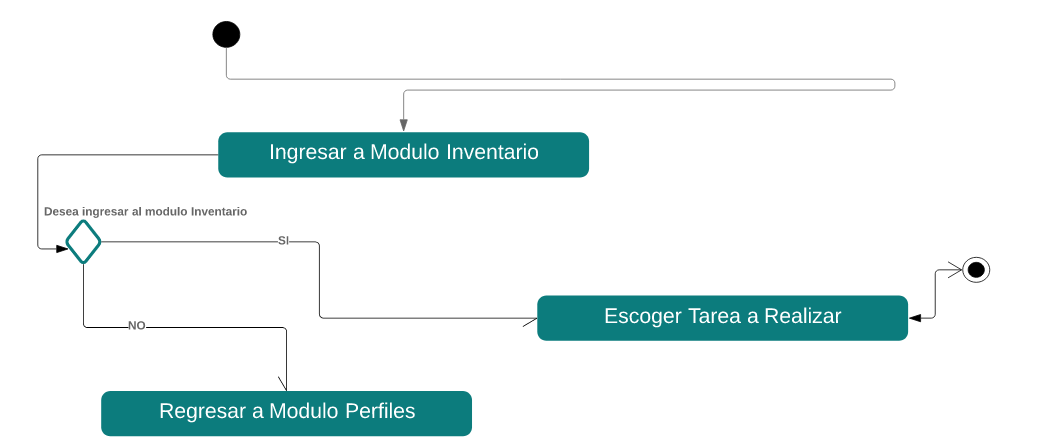 Ingresar a Modulo Inventario
Desea ingresar al modulo Inventario
SI
Escoger Tarea a Realizar
NO
Regresar a Modulo Perfiles